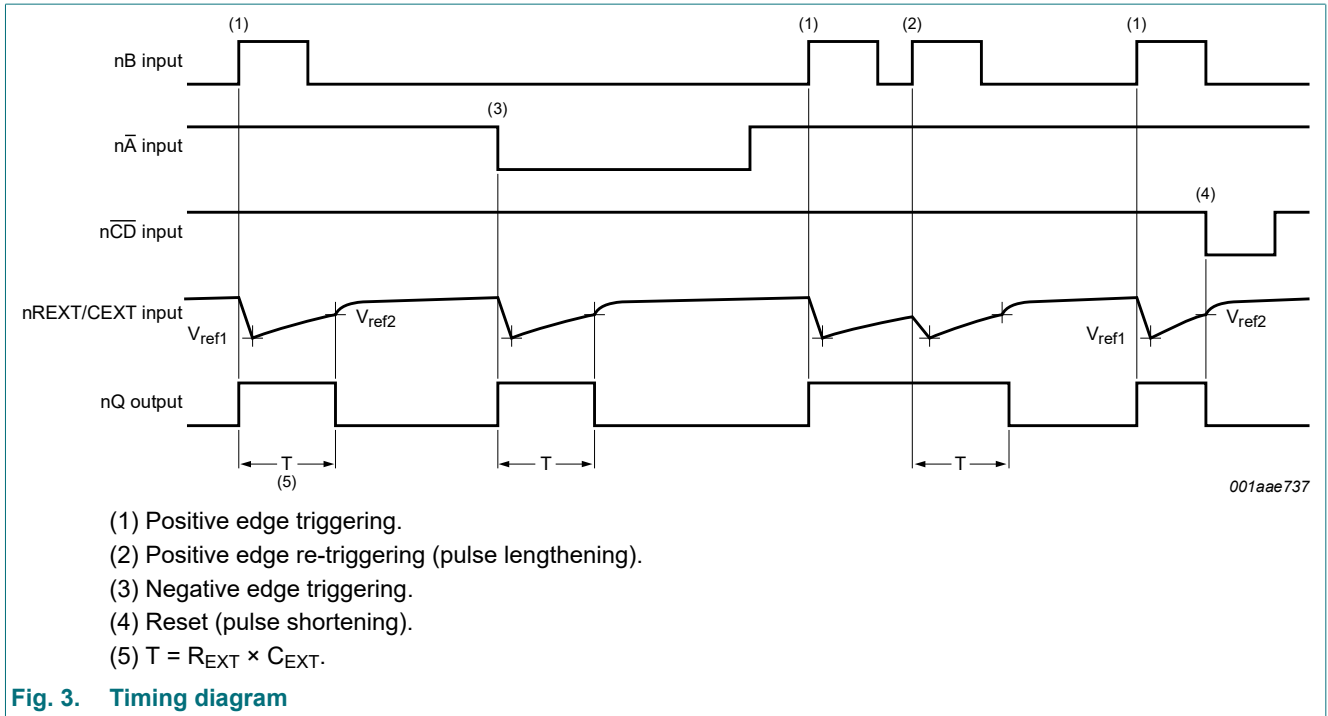 (1) (1) (2) (1)
nB input
(3)
nA̅ input
(4)
nC̅D̅ input
nREXT/CEXT input
Vref1 Vref2 Vref1 Vref2
nQ output
T T T
(5)
001aae737
(1) Positive edge triggering.
(2) Positive edge re-triggering (pulse lengthening).
(3) Negative edge triggering.
(4) Reset (pulse shortening).
(5) T = REXT × CEXT.
Fig. 3. Timing diagram